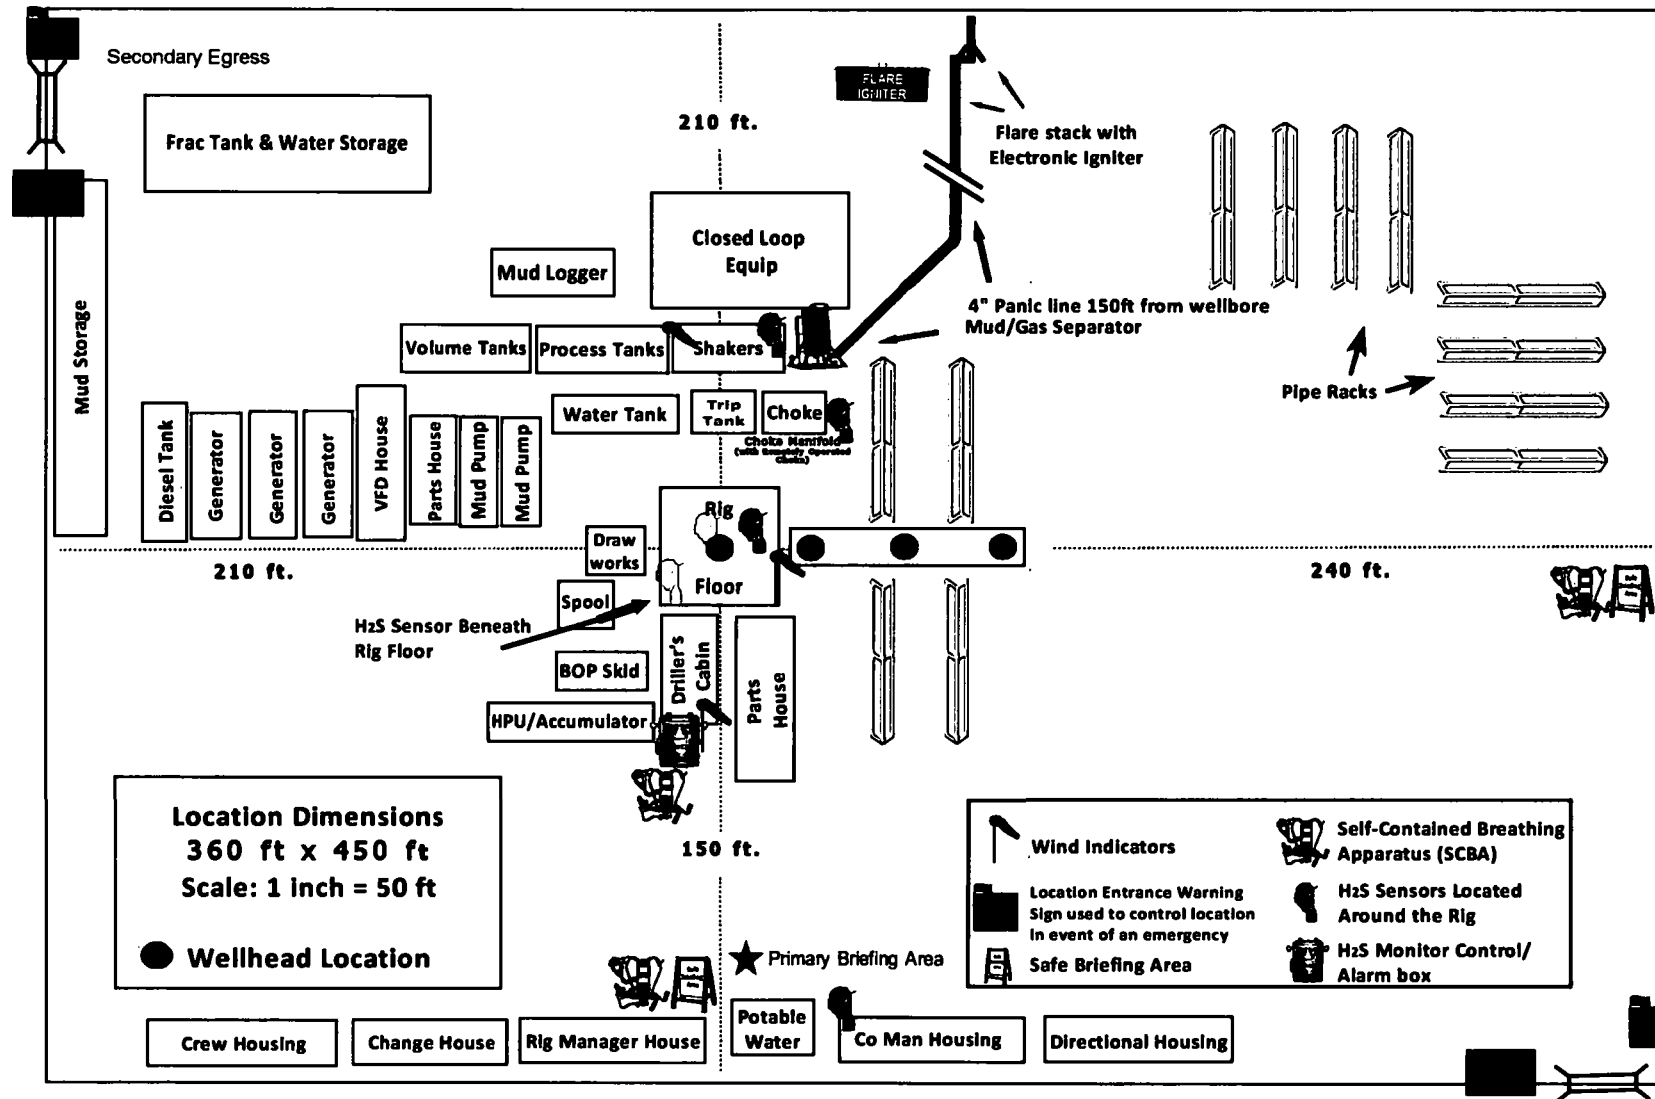 Secondary Egress
FLARE
IGNITER
210 ft.
Flare stack with
Electronic Igniter
Frac Tank & Water Storage
Closed Loop
Equip
Mud Logger
4" Panic line 150ft from wellbore
Mud/Gas Separator
Mud Storage
Volume Tanks
Process Tanks
Shakers
Pipe Racks
Water Tank
Trip
Tank
Choke
Choke Manifold
(with Remotely Operated
Choke)
Diesel Tank
Generator
Generator
Generator
VFD House
Parts House
Mud Pump
Mud Pump
Rig
Floor
Draw
works
210 ft.
240 ft.
Spool
H2S Sensor Beneath
Rig Floor
BOP Skid
Driller's
Cabin
Parts
House
HPU/Accumulator
Location Dimensions
360 ft x 450 ft
Scale: 1 inch = 50 ft
Wellhead Location
150 ft.
Wind Indicators
Location Entrance Warning
Sign used to control location
in event of an emergency
Safe Briefing Area
Self-Contained Breathing
Apparatus (SCBA)
H2S Sensors Located
Around the Rig
H2S Monitor Control/
Alarm box
Primary Briefing Area
Crew Housing
Change House
Rig Manager House
Potable
Water
Co Man Housing
Directional Housing